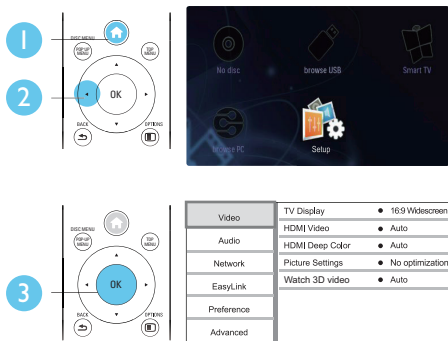 1
DISC MENU
POP-UP MENU
TOP MENU
2
OK
BACK
OPTIONS
No disc
browse USB
Smart TV
browse PC
Setup
DISC MENU
POP-UP MENU
TOP MENU
3
OK
BACK
OPTIONS
Video
Audio
Network
EasyLink
Preference
Advanced
TV Display ● 16:9 Widescreen
HDMI Video ● Auto
HDMI Deep Color ● Auto
Picture Settings ● No optimization
Watch 3D video ● Auto